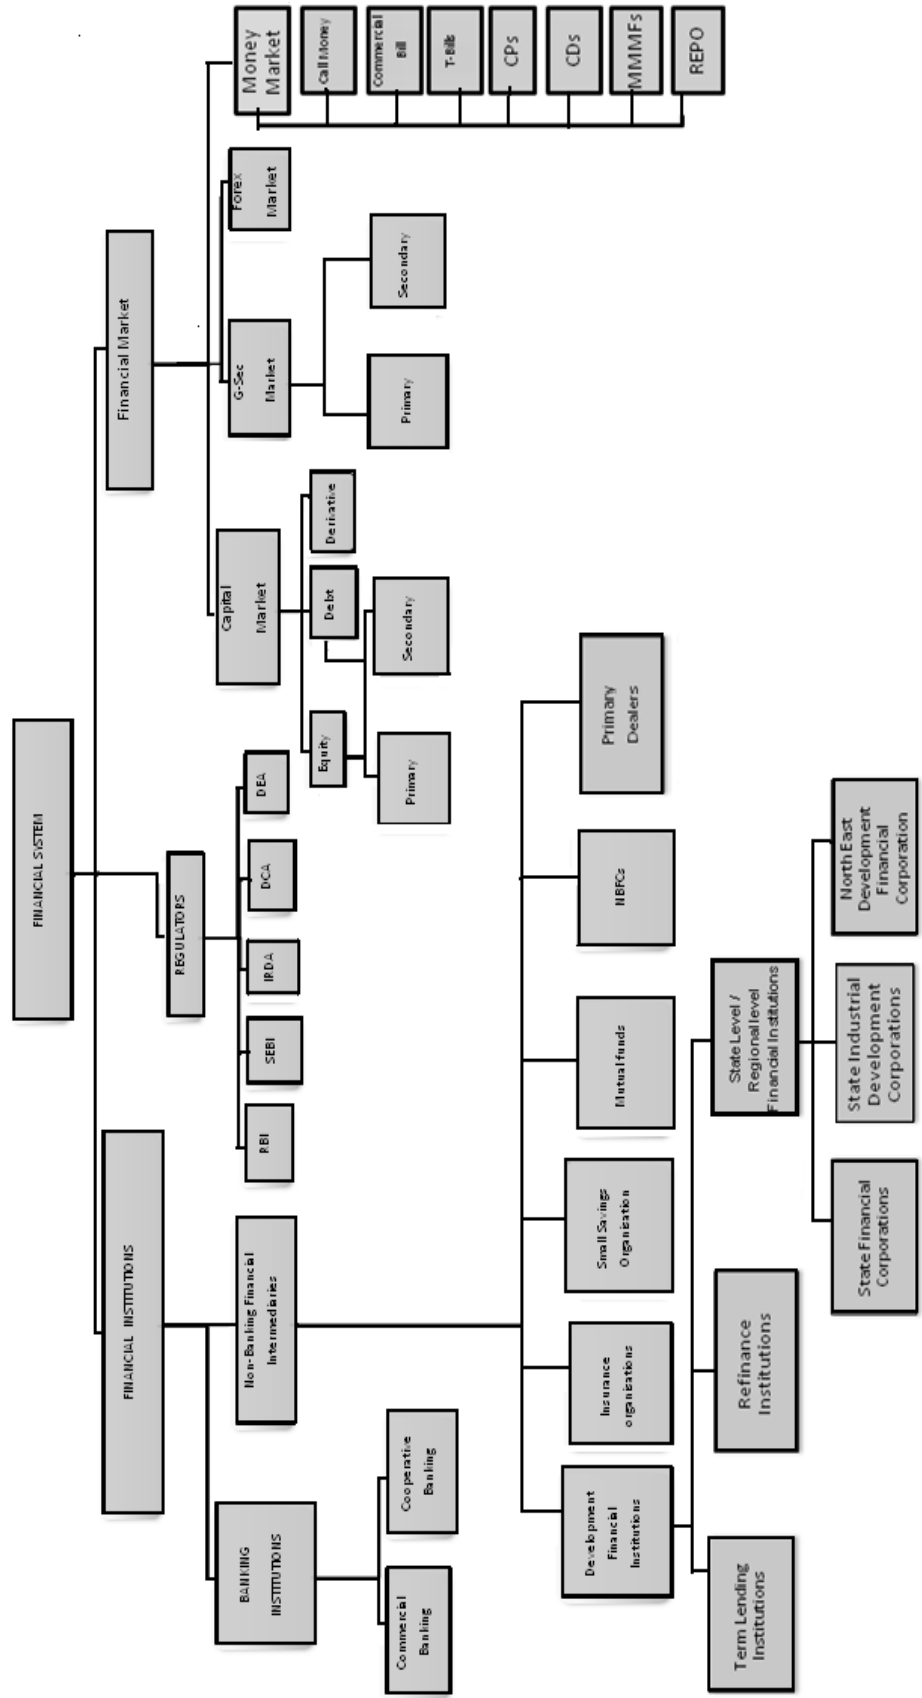 FINANCIAL SYSTEM
FINANCIAL INSTITUTIONS
REGULATORS
Financial Market
BANKING
INSTITUTIONS
Non-Banking Financial
Intermediaries
RBI
SEBI
IRDA
DCA
DEA
Capital
Market
G-Sec
Market
Forex
Market
Money
Market
Call Money
Commercial
Bill
T-Bills
CPs
CDs
MMMFs
REPO
Commercial
Banking
Cooperative
Banking
Equity
Debt
Derivative
Primary
Secondary
Primary
Secondary
Development
Financial
Institutions
Insurance
organisations
Small Savings
Organisation
Mutual funds
NBFCs
Primary
Dealers
Term Lending
Institutions
Refinance
Institutions
State Level /
Regional level
Financial Institutions
State Financial
Corporations
State Industrial
Development
Corporations
North East
Development
Financial
Corporation